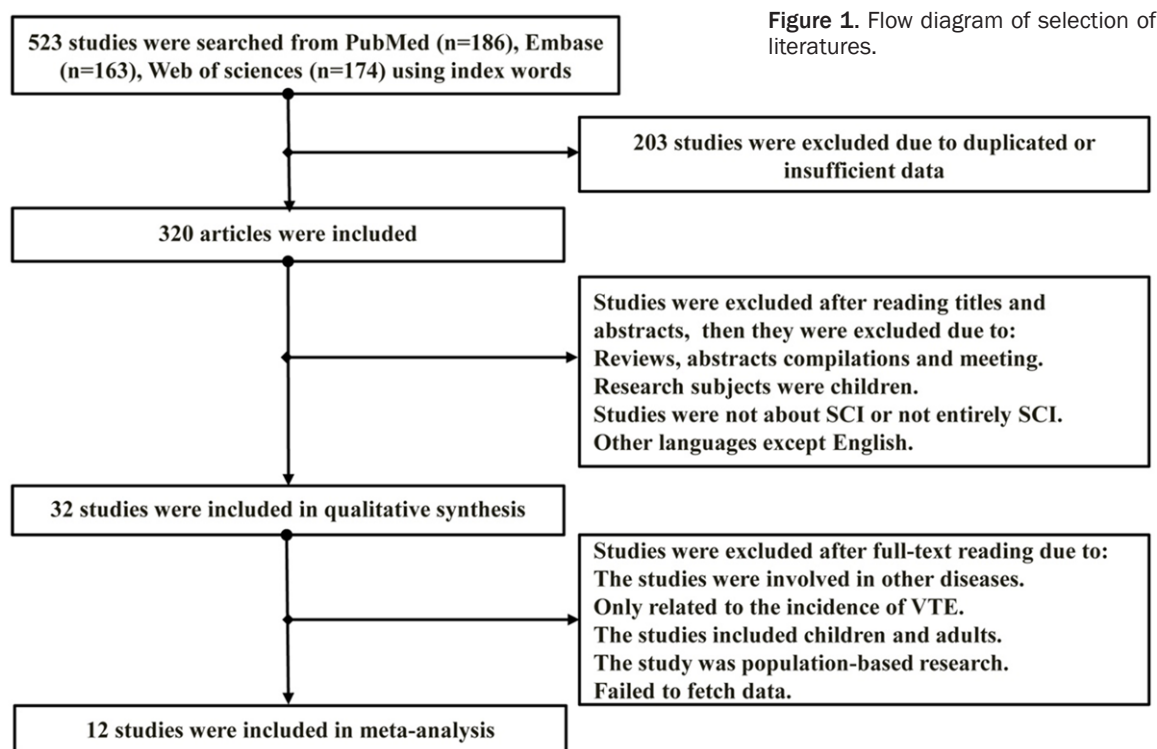 Figure 1. Flow diagram of selection of
literatures.
523 studies were searched from PubMed (n=186), Embase
(n=163), Web of sciences (n=174) using index words
203 studies were excluded due to duplicated or
insufficient data
320 articles were included
Studies were excluded after reading titles and
abstracts, then they were excluded due to:
Reviews, abstracts compilations and meeting.
Research subjects were children.
Studies were not about SCI or not entirely SCI.
Other languages except English.
32 studies were included in qualitative synthesis
Studies were excluded after full-text reading due to:
The studies were involved in other diseases.
Only related to the incidence of VTE.
The studies included children and adults.
The study was population-based research.
Failed to fetch data.
12 studies were included in meta-analysis